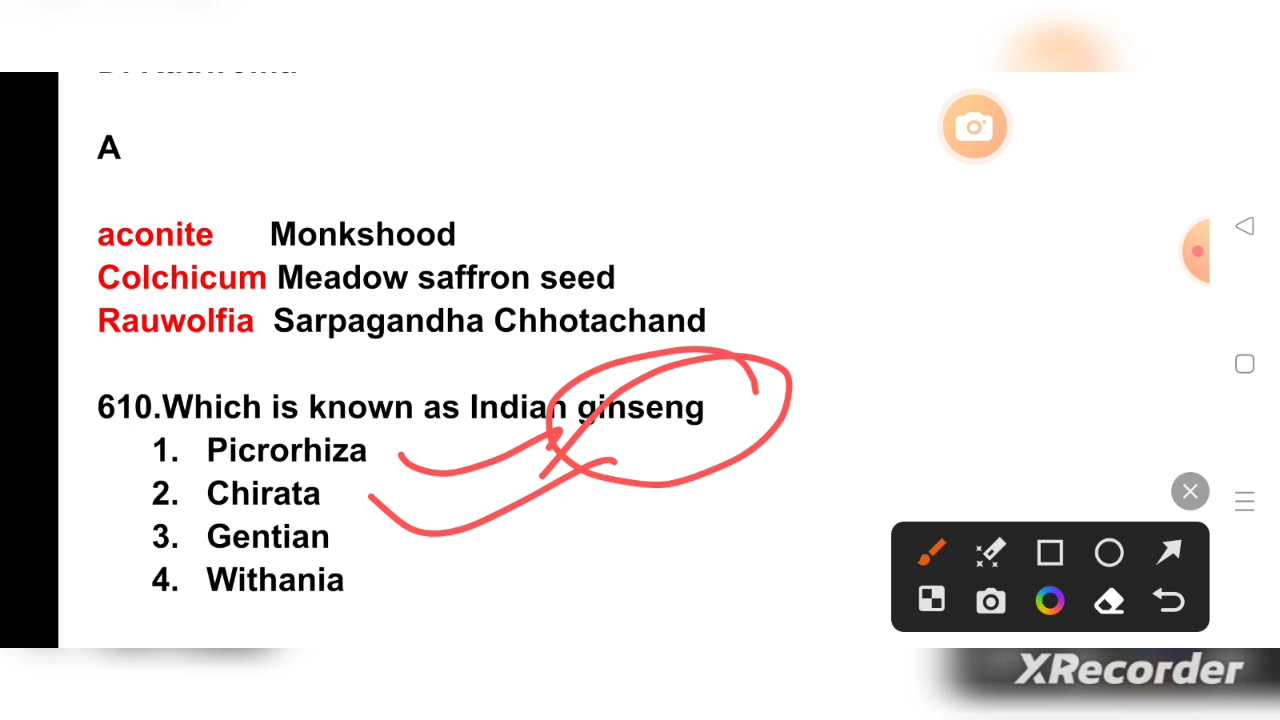 A
aconite Monkshood
Colchicum Meadow saffron seed
Rauwolfia Sarpagandha Chhotachand
610.Which is known as Indian ginseng
1. Picrorhiza
2. Chirata
3. Gentian
4. Withania
XRecorder